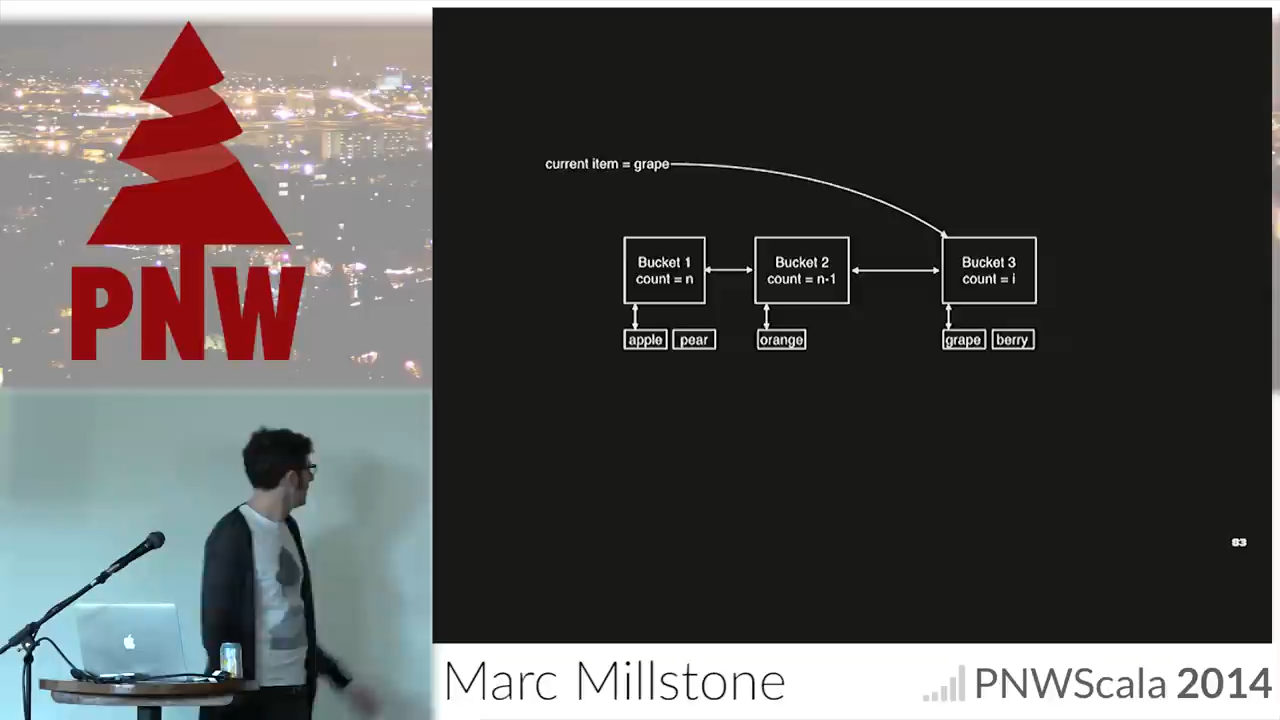 PNW
current item = grape
Bucket 1
count = n
Bucket 2
count = n-1
Bucket 3
count = i
apple
pear
orange
grape
berry
93
Marc Millstone
PNWScala 2014